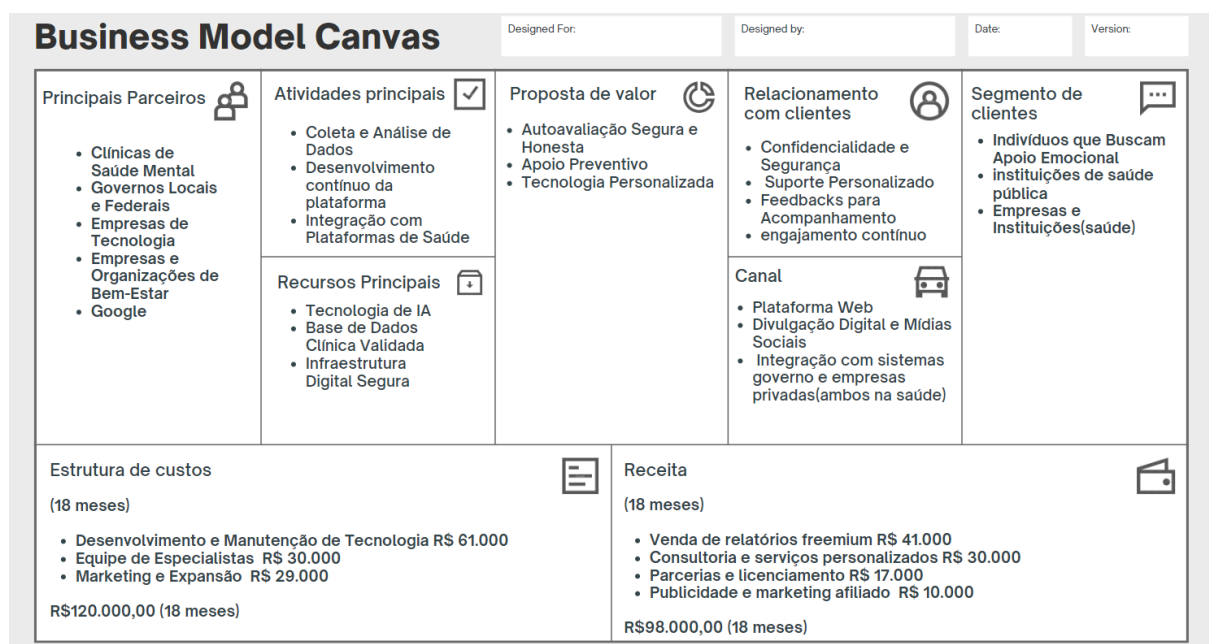 Business Model Canvas
Designed For:
Designed by:
Date:
Version:
Principais Parceiros
• Clínicas de
Saúde Mental
• Governos Locais
e Federais
• Empresas de
Tecnologia
• Empresas e
Organizações de
Bem-Estar
• Google
Atividades principais
• Coleta e Análise de
Dados
• Desenvolvimento
contínuo da
plataforma
• Integração com
Plataformas de Saúde
Recursos Principais
• Tecnologia de IA
• Base de Dados
Clínica Validada
• Infraestrutura
Digital Segura
Proposta de valor
• Autoavaliação Segura e
Honesta
• Apoio Preventivo
• Tecnologia Personalizada
Relacionamento
com clientes
• Confidencialidade e
Segurança
• Suporte Personalizado
• Feedbacks para
Acompanhamento
• engajamento contínuo
Canal
• Plataforma Web
• Divulgação Digital e Mídias
Sociais
• Integração com sistemas
governo e empresas
privadas(ambos na saúde)
Segmento de
clientes
• Indivíduos que Buscam
Apoio Emocional
• instituições de saúde
pública
• Empresas e
Instituições(saúde)
Estrutura de custos
(18 meses)
• Desenvolvimento e Manutenção de Tecnologia R$ 61.000
• Equipe de Especialistas R$ 30.000
• Marketing e Expansão R$ 29.000
R$120.000,00 (18 meses)
Receita
(18 meses)
• Venda de relatórios freemium R$ 41.000
• Consultoria e serviços personalizados R$ 30.000
• Parcerias e licenciamento R$ 17.000
• Publicidade e marketing afiliado R$ 10.000
R$98.000,00 (18 meses)